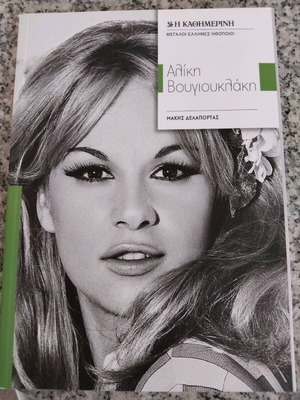 Η ΚΑΘΗΜΕΡΙΝΗ
ΜΕΓΑΛΟΙ ΕΛΛΗΝΕΣ ΗΘΟΠΟΙΟΙ
Αλίκη
Βουγιουκλάκη
ΜΑΚΗΣ ΔΕΛΑΠΟΡΤΑΣ